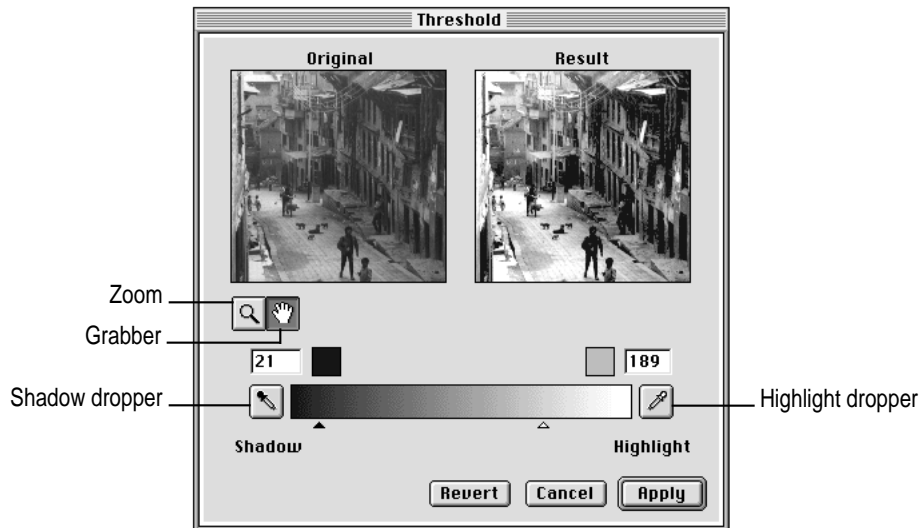 Threshold
Original Result
Zoom
Grabber
21 189
Shadow dropper Highlight dropper
Shadow Highlight
Revert Cancel Apply